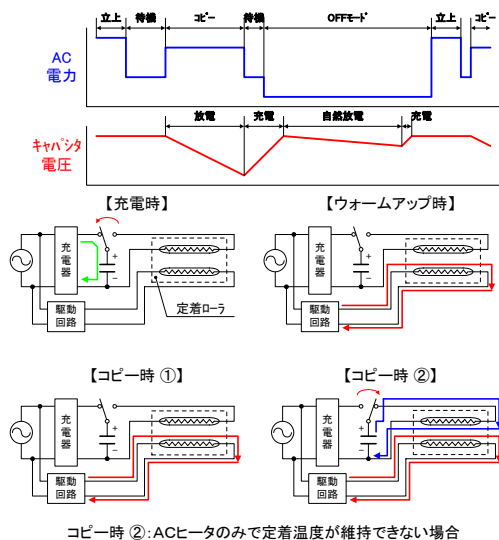 立上 待機 コピー 待機 OFFモード 立上 コピー
AC
電力
放電 充電 自然放電 充電
キャパシタ
電圧
【充電時】 【ウォームアップ時】
充電器
+
−
駆動
回路
定着ローラ
充電器
+
−
駆動
回路
【コピー時 ①】 【コピー時 ②】
充電器
+
−
駆動
回路
充電器
+
−
駆動
回路
コピー時 ②:ACヒータのみで定着温度が維持できない場合